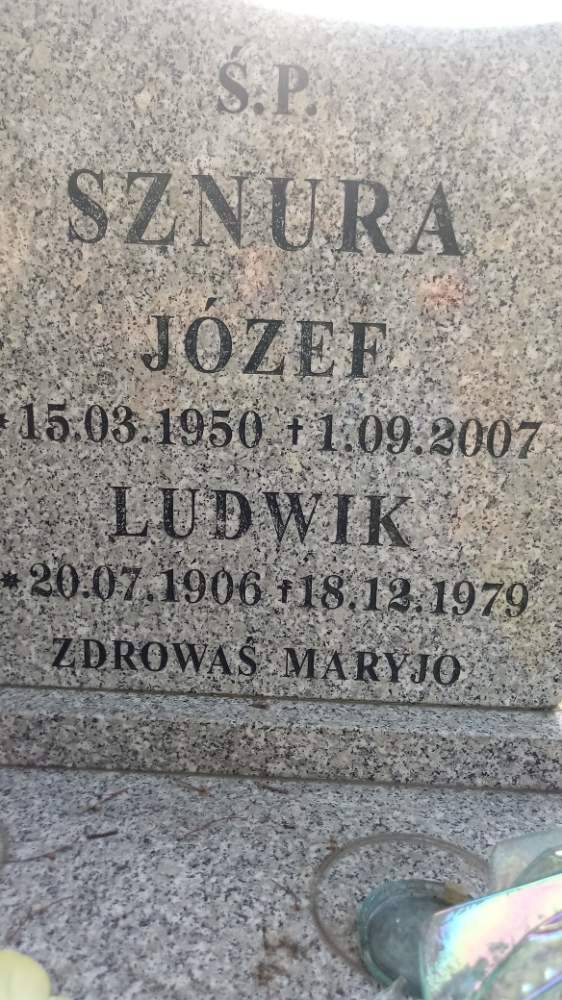 Ś.P.
SZNURA
JÓZEF
*15.03.1950 †1.09.2007
LUDWIK
*20.07.1906 †18.12.1979
ZDROWAŚ MARYJO